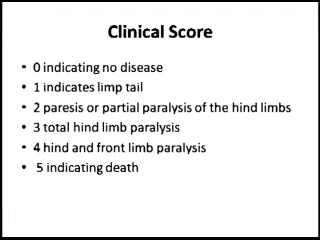 Clinical Score
• 0 indicating no disease
• 1 indicates limp tail
• 2 paresis or partial paralysis of the hind limbs
• 3 total hind limb paralysis
• 4 hind and front limb paralysis
• 5 indicating death